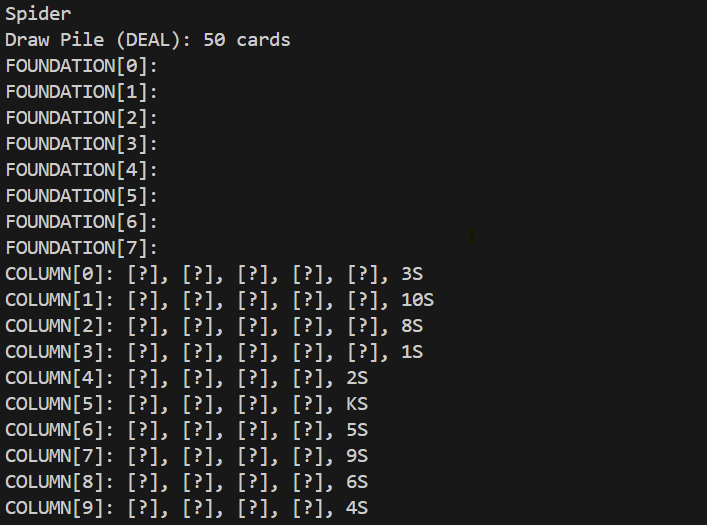 Spider
Draw Pile (DEAL): 50 cards
FOUNDATION[0]:
FOUNDATION[1]:
FOUNDATION[2]:
FOUNDATION[3]:
FOUNDATION[4]:
FOUNDATION[5]:
FOUNDATION[6]:
FOUNDATION[7]:
COLUMN[0]: [?], [?], [?], [?], [?], 3S
COLUMN[1]: [?], [?], [?], [?], [?], 10S
COLUMN[2]: [?], [?], [?], [?], [?], 8S
COLUMN[3]: [?], [?], [?], [?], [?], 1S
COLUMN[4]: [?], [?], [?], [?], 2S
COLUMN[5]: [?], [?], [?], [?], KS
COLUMN[6]: [?], [?], [?], [?], 5S
COLUMN[7]: [?], [?], [?], [?], 9S
COLUMN[8]: [?], [?], [?], [?], 6S
COLUMN[9]: [?], [?], [?], [?], 4S